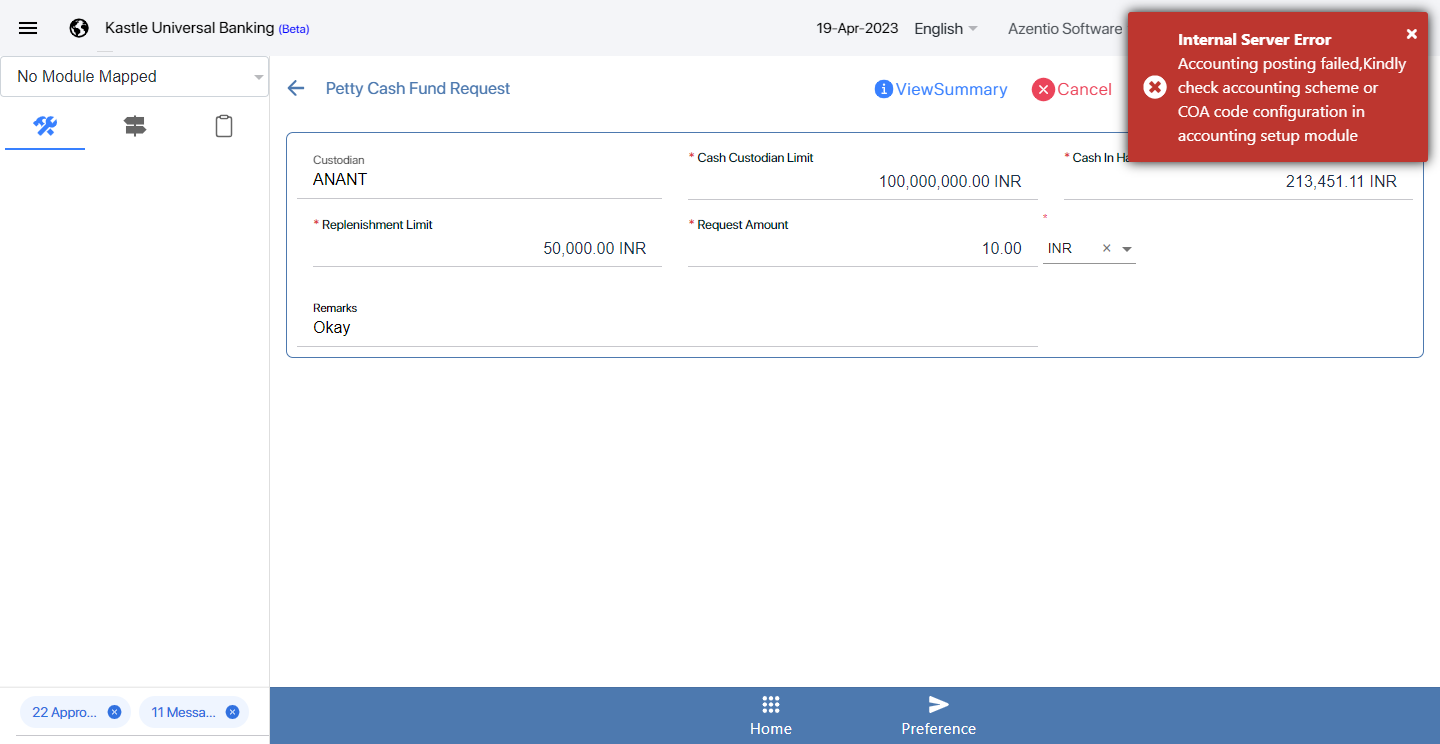 Kastle Universal Banking (Beta)
19-Apr-2023
English
Azentio Software
Internal Server Error
Accounting posting failed,Kindly
check accounting scheme or
COA code configuration in
accounting setup module
No Module Mapped
Petty Cash Fund Request
ViewSummary
Cancel
Custodian
ANANT
* Cash Custodian Limit
100,000,000.00 INR
* Cash In Ha
213,451.11 INR
* Replenishment Limit
50,000.00 INR
* Request Amount
10.00
*
INR
Remarks
Okay
22 Appro...
11 Messa...
Home
Preference